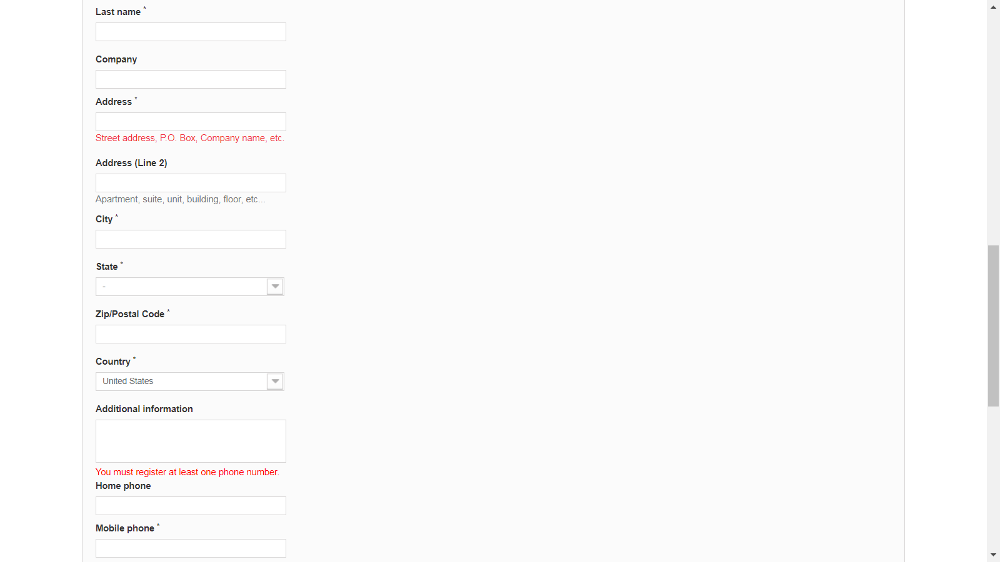 Last name *
Company
Address *
Street address, P.O. Box, Company name, etc.
Address (Line 2)
Apartment, suite, unit, building, floor, etc...
City *
State *
-
Zip/Postal Code *
Country *
United States
Additional information
You must register at least one phone number.
Home phone
Mobile phone *